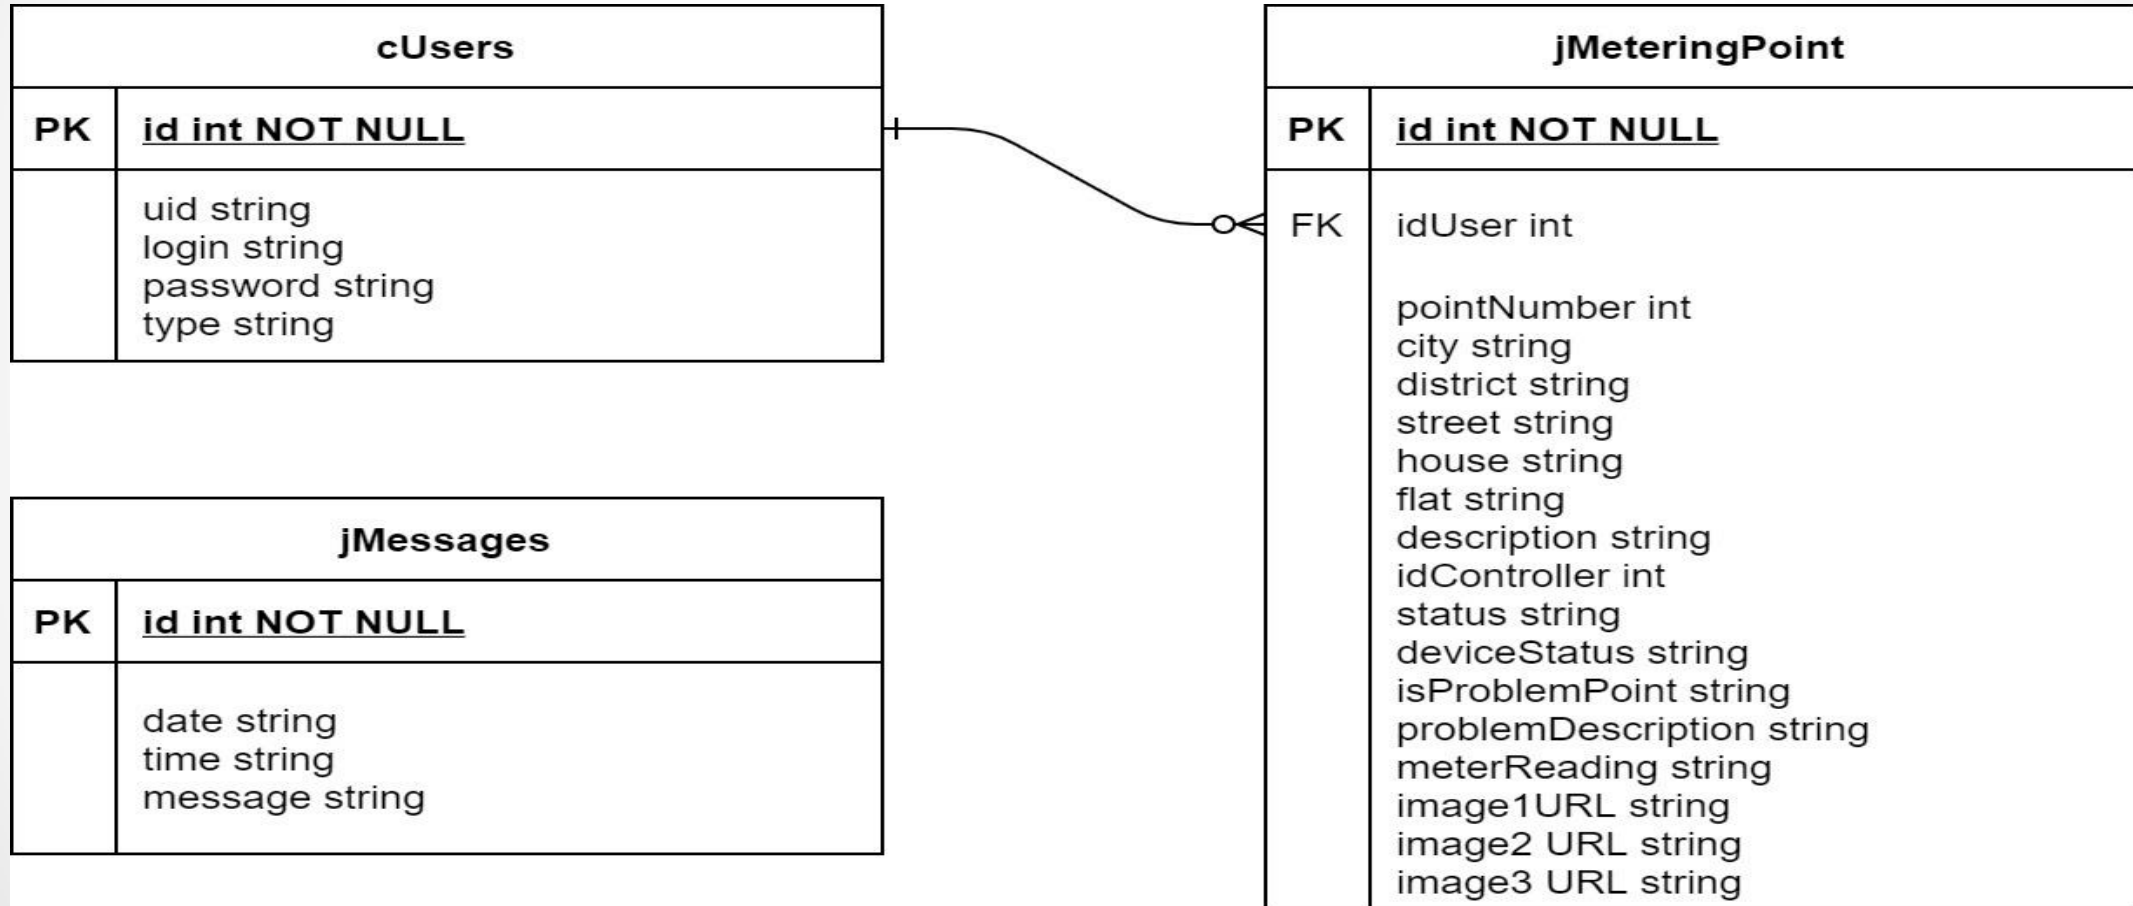 cUsers
PK id int NOT NULL
uid string
login string
password string
type string
jMessages
PK id int NOT NULL
date string
time string
message string
jMeteringPoint
PK id int NOT NULL
FK idUser int
pointNumber int
city string
district string
street string
house string
flat string
description string
idController int
status string
deviceStatus string
isProblemPoint string
problemDescription string
meterReading string
image1URL string
image2 URL string
image3 URL string